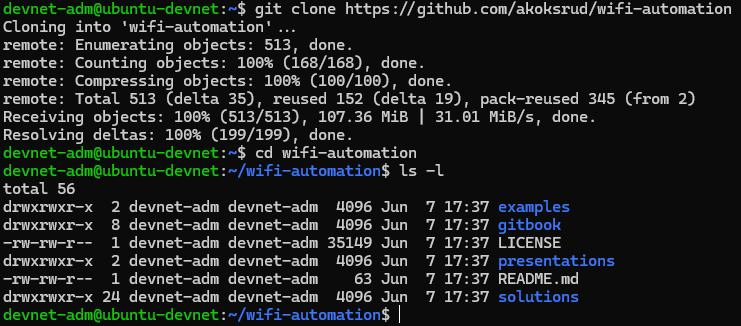 devnet-adm@ubuntu-devnet:~$ git clone https://github.com/akoksrud/wifi-automation
Cloning into 'wifi-automation'...
remote: Enumerating objects: 513, done.
remote: Counting objects: 100% (168/168), done.
remote: Compressing objects: 100% (100/100), done.
remote: Total 513 (delta 35), reused 152 (delta 19), pack-reused 345 (from 2)
Receiving objects: 100% (513/513), 107.36 MiB | 31.01 MiB/s, done.
Resolving deltas: 100% (199/199), done.
devnet-adm@ubuntu-devnet:~$ cd wifi-automation
devnet-adm@ubuntu-devnet:~/wifi-automation$ ls -l
total 56
drwxrwxr-x  2 devnet-adm devnet-adm  4096 Jun  7 17:37 examples
drwxrwxr-x  8 devnet-adm devnet-adm  4096 Jun  7 17:37 gitbook
-rw-rw-r--  1 devnet-adm devnet-adm 35149 Jun  7 17:37 LICENSE
drwxrwxr-x  2 devnet-adm devnet-adm  4096 Jun  7 17:37 presentations
-rw-rw-r--  1 devnet-adm devnet-adm    63 Jun  7 17:37 README.md
drwxrwxr-x 24 devnet-adm devnet-adm  4096 Jun  7 17:37 solutions
devnet-adm@ubuntu-devnet:~/wifi-automation$